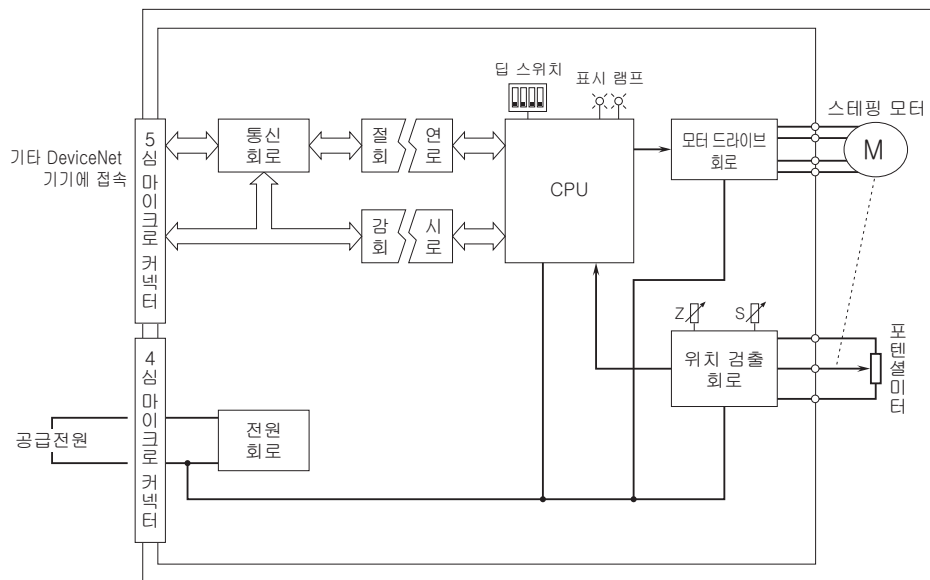 딥 스위치
표시 램프
스테핑 모터
기타 DeviceNet
기기에 접속
5심 마이크로 커넥터
통신
회로
절 연
회 로
감 시
회 로
CPU
모터 드라이브
회로
M
Z
S
위치 검출
회로
포텐셜미터
4심 마이크로 커넥터
공급전원
전원
회로